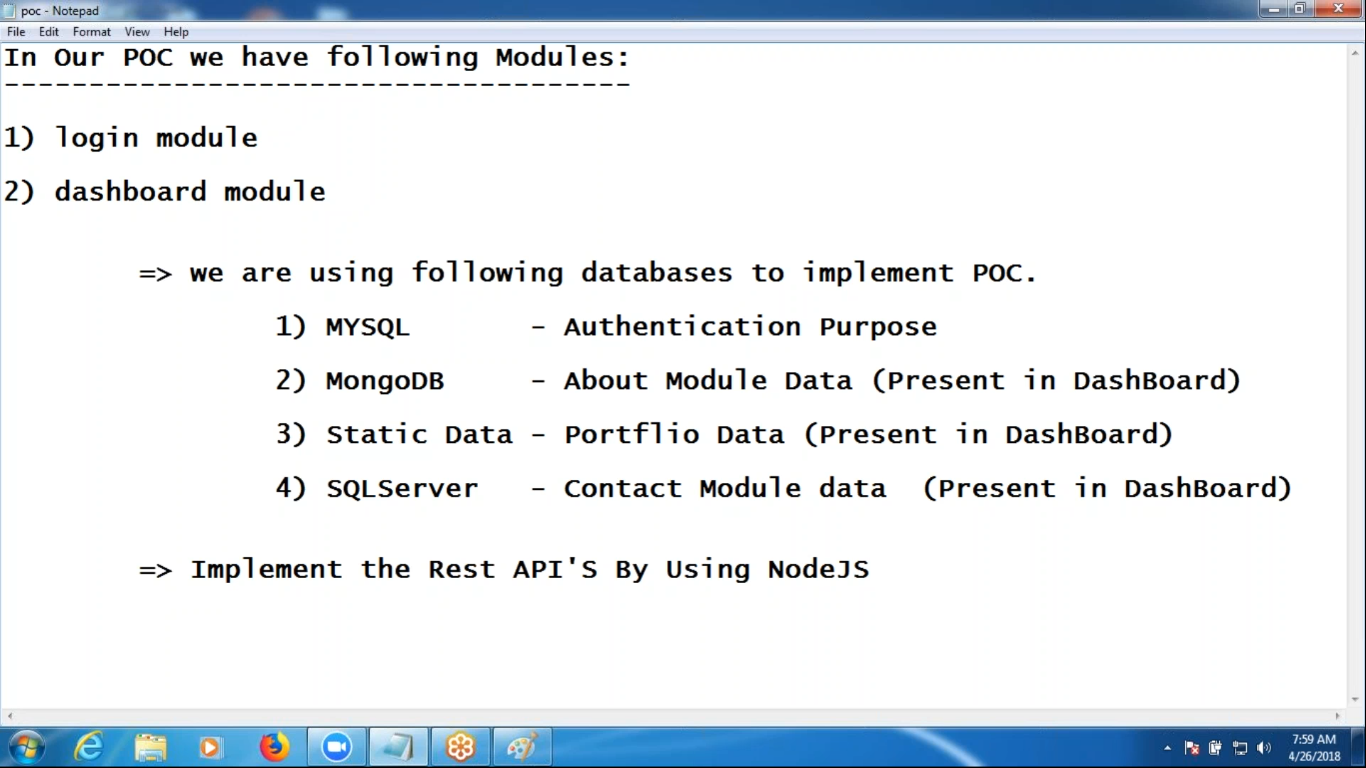 poc - Notepad
File Edit Format View Help
In Our POC we have following Modules:
-------------------------------------
1) login module
2) dashboard module
=> we are using following databases to implement POC.
1) MYSQL - Authentication Purpose
2) MongoDB - About Module Data (Present in DashBoard)
3) Static Data - Portflio Data (Present in DashBoard)
4) SQLServer - Contact Module data (Present in DashBoard)
=> Implement the Rest API'S By Using NodeJS
7:59 AM
4/26/2018